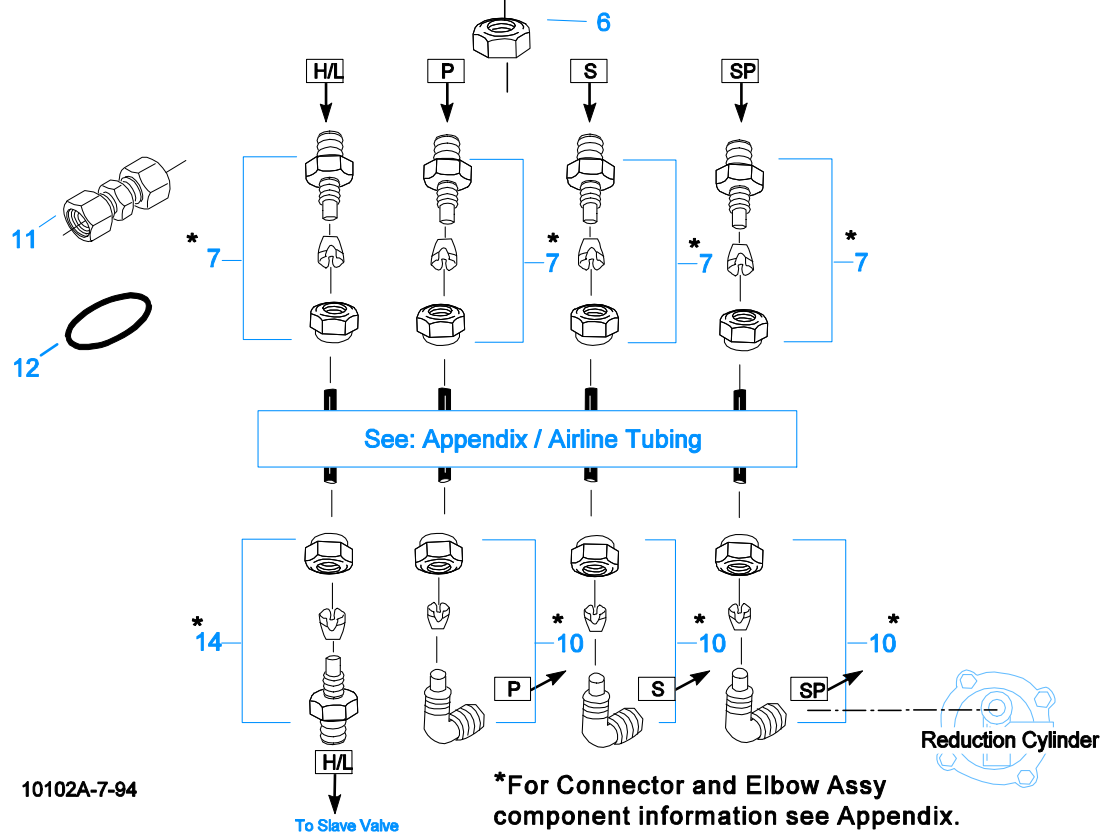 6
H/L
P
S
SP
11
* 7
* 7
* 7
* 7
12
See: Appendix / Airline Tubing
* 14
* 10
* 10
* 10
P
S
SP
Reduction Cylinder
H/L
10102A-7-94
*For Connector and Elbow Assy
component information see Appendix.
To Slave Valve